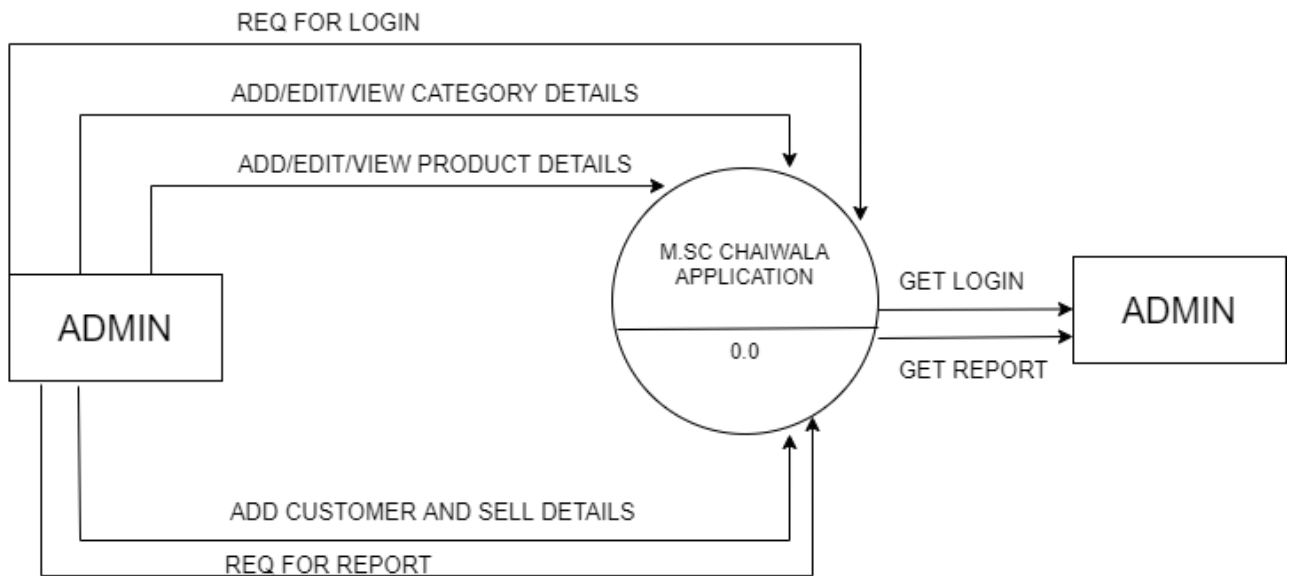 REQ FOR LOGIN
ADD/EDIT/VIEW CATEGORY DETAILS
ADD/EDIT/VIEW PRODUCT DETAILS
M.SC CHAIWALA
APPLICATION
0.0
ADMIN
GET LOGIN
GET REPORT
ADMIN
ADD CUSTOMER AND SELL DETAILS
REQ FOR REPORT